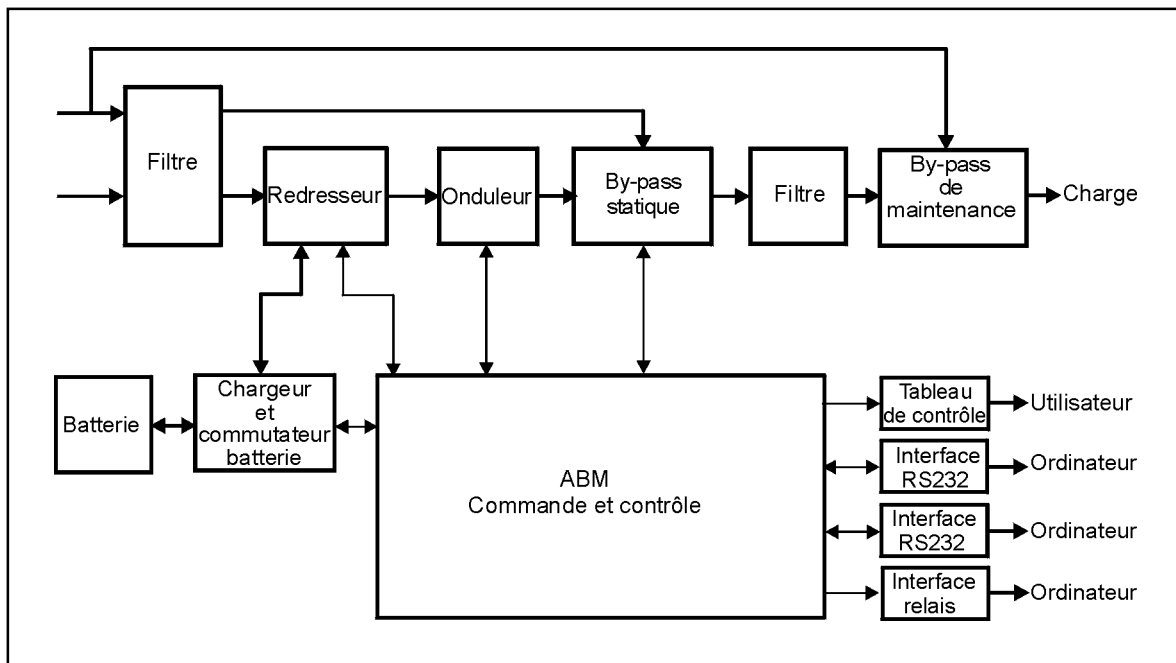 Filtre
Redresseur
Onduleur
By-pass
statique
Filtre
By-pass
de
maintenance
Charge
Batterie
Chargeur
et
commutateur
batterie
ABM
Commande et contrôle
Tableau
de contrôle
Utilisateur
Interface
RS232
Ordinateur
Interface
RS232
Ordinateur
Interface
relais
Ordinateur